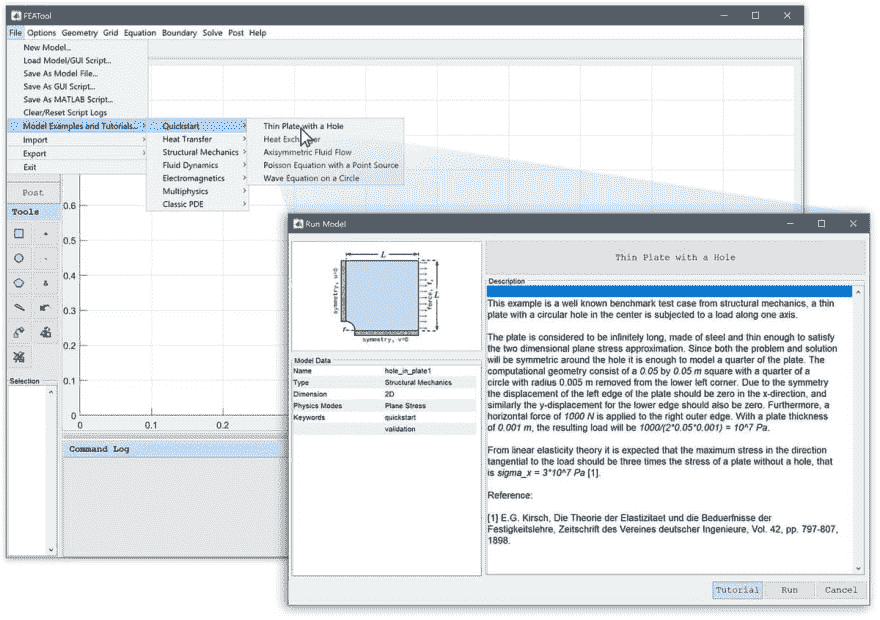 FEATool
File Options Geometry Grid Equation Boundary Solve Post Help
New Model...
Load Model/GUI Script...
Save As Model File...
Save As GUI Script...
Save As MATLAB Script...
Clear/Reset Script Logs
Model Examples and Tutorials...
Import
Export
Exit
Quickstart
Heat Transfer
Structural Mechanics
Fluid Dynamics
Electromagnetics
Multiphysics
Classic PDE
Thin Plate with a Hole
Axisymmetric Fluid Flow
Poisson Equation with a Point Source
Wave Equation on a Circle
Post
Tools
Selection
0.6
0.5
0.4
0.3
0.2
0.1
0
0 0.1 0.2
Command Log
Run Model
L
symmetry, u=0
force, F
L
r
symmetry, v=0
Model Data
Name hole_in_plate1
Type Structural Mechanics
Dimension 2D
Physics Modes Plane Stress
Keywords quickstart
validation
Thin Plate with a Hole
Description
This example is a well known benchmark test case from structural mechanics, a thin
plate with a circular hole in the center is subjected to a load along one axis.
The plate is considered to be infinitely long, made of steel and thin enough to satisfy
the two dimensional plane stress approximation. Since both the problem and solution
will be symmetric around the hole it is enough to model a quarter of the plate. The
computational geometry consist of a 0.05 by 0.05 m square with a quarter of a
circle with radius 0.005 m removed from the lower left corner. Due to the symmetry
the displacement of the left edge of the plate should be zero in the x-direction, and
similarly the y-displacement for the lower edge should also be zero. Furthermore, a
horizontal force of 1000 N is applied to the right outer edge. With a plate thickness
of 0.001 m, the resulting load will be 1000/(2*0.05*0.001) = 10^7 Pa.
From linear elasticity theory it is expected that the maximum stress in the direction
tangential to the load should be three times the stress of a plate without a hole, that
is sigma_x = 3*10^7 Pa [1].
Reference:
[1] E.G. Kirsch, Die Theorie der Elastizitaet und die Beduerfnisse der
Festigkeitslehre, Zeitschrift des Vereines deutscher Ingenieure, Vol. 42, pp. 797-807,
1898.
Tutorial Run Cancel